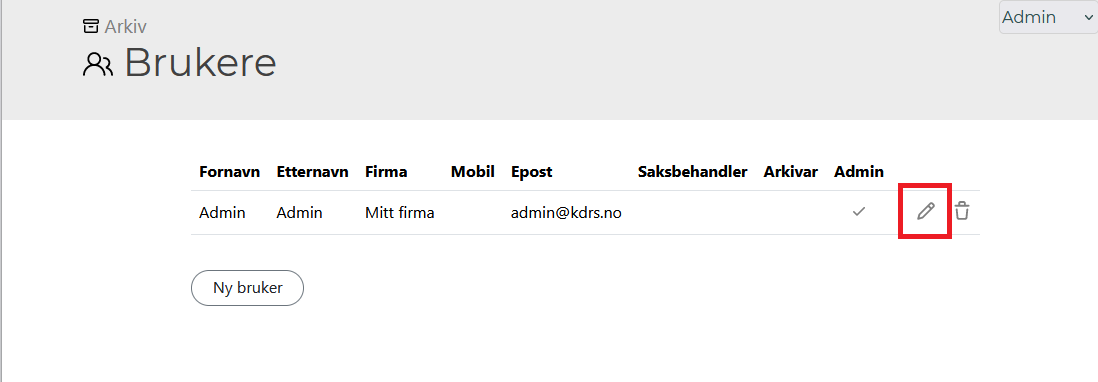 Arkiv
Admin
Brukere
Fornavn Etternavn Firma Mobil Epost Saksbehandler Arkivar Admin
Admin Admin Mitt firma admin@kdrs.no
Ny bruker